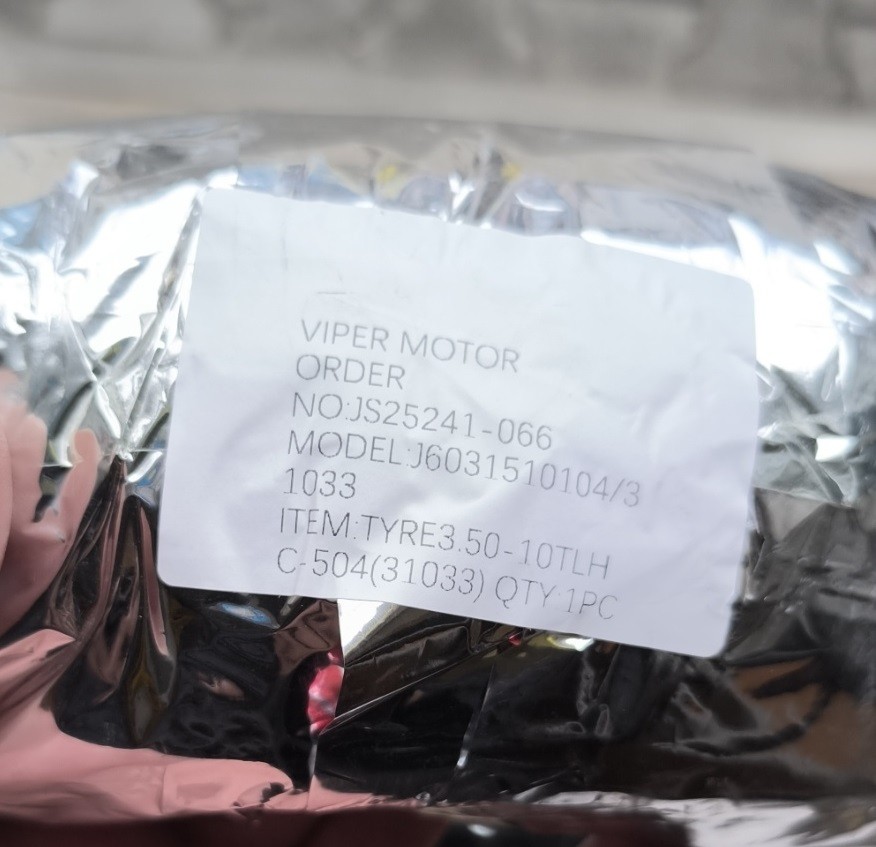 VIPER MOTOR
ORDER
NO:JS25241-066
MODEL:J6031510104/3
1033
ITEM:TYRE3.50-10TLH
C-504(31033) QTY:1PC